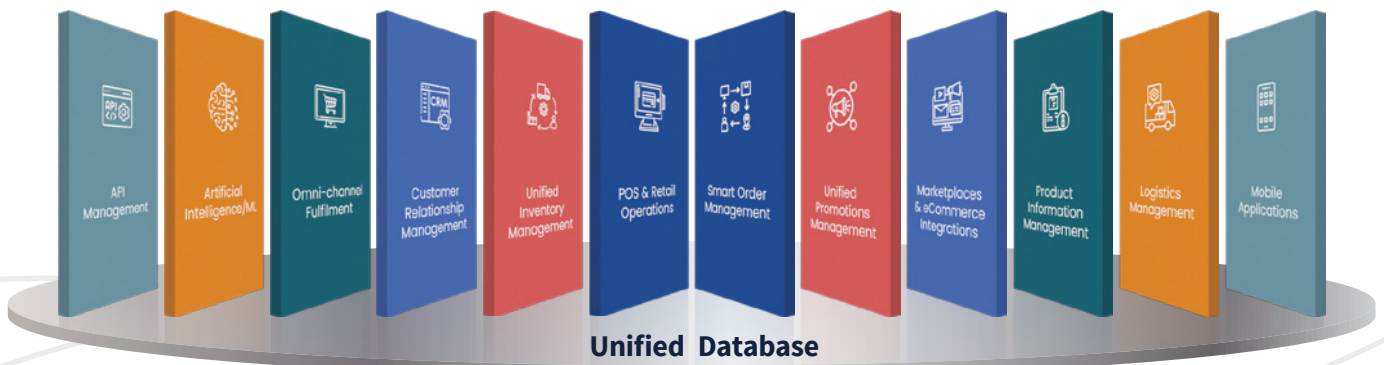 API
API
Management
Artificial
Intelligence/ML
Omni-channel
Fulfilment
CRM
Customer
Relationship
Management
Unified
Inventory
Management
POS & Retail
Operations
Smart Order
Management
Unified
Promotions
Management
Marketplaces
& eCommerce
Integrations
Product
Information
Management
Logistics
Management
Mobile
Applications
Unified Database